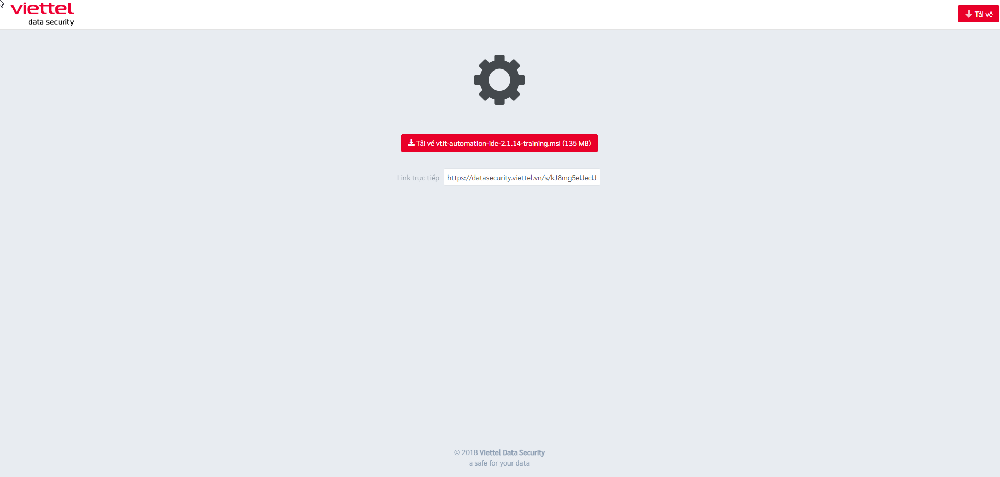 viettel
data security
Tải về
Tải về vtit-automation-ide-2.1.14-training.msi (135 MB)
Link trực tiếp https://datasecurity.viettel.vn/s/kJ8mg5eUecU
© 2018 Viettel Data Security
a safe for your data